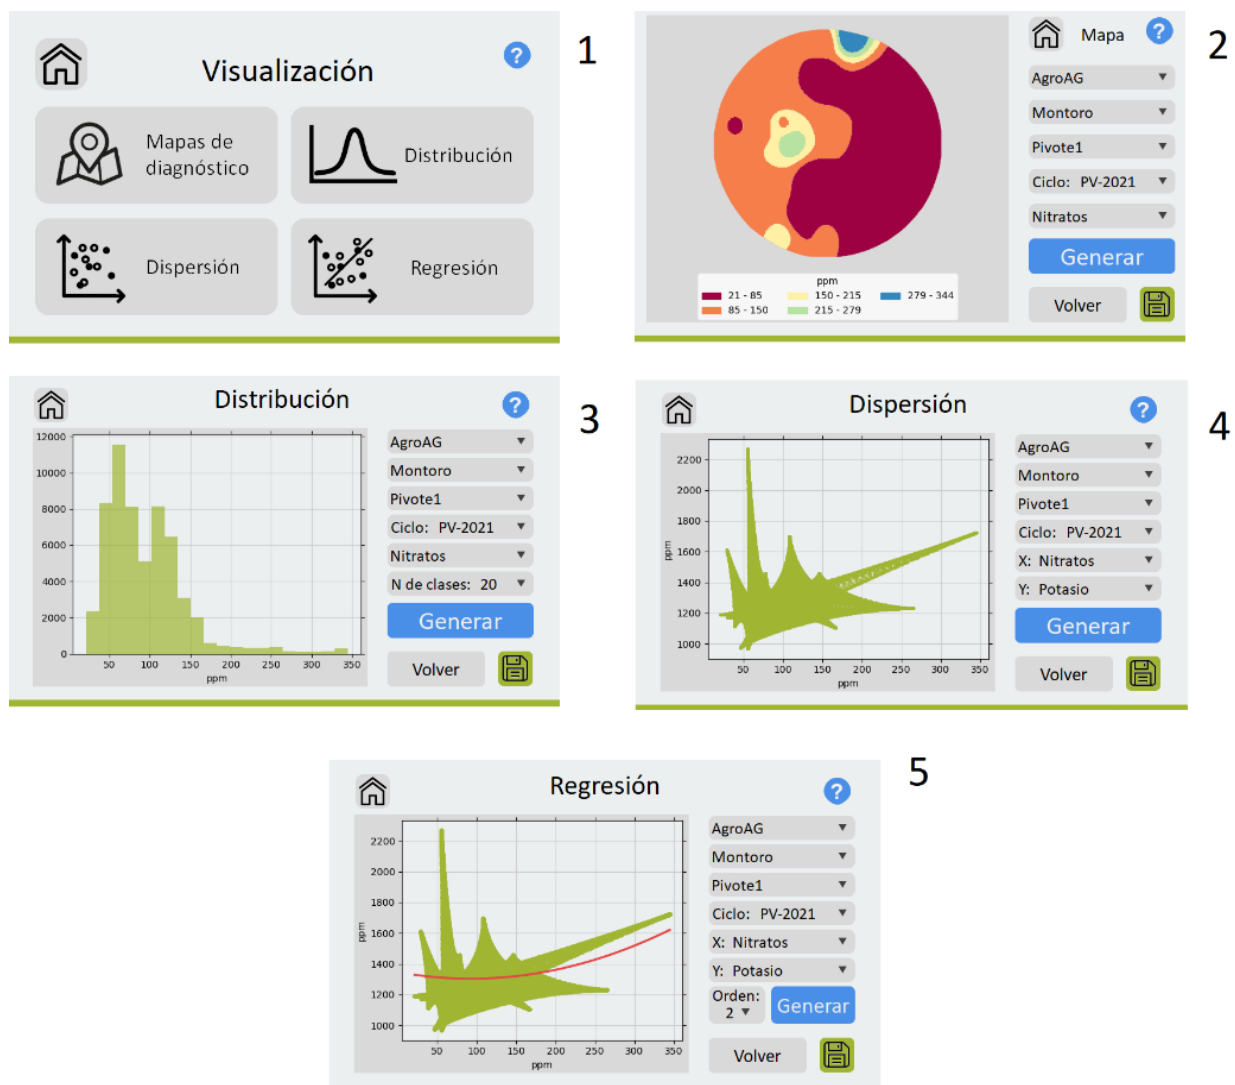 Visualización
?
1
Mapas de
diagnóstico
Distribución
Dispersión
Regresión
Mapa
?
2
AgroAG
Montoro
Pivote1
Ciclo: PV-2021
Nitratos
Generar
Volver
ppm
21 - 85
150 - 215
279 - 344
85 - 150
215 - 279
Distribución
?
3
12000
10000
8000
6000
4000
2000
0
50 100 150 200 250 300 350
ppm
AgroAG
Montoro
Pivote1
Ciclo: PV-2021
Nitratos
N de clases: 20
Generar
Volver
Dispersión
?
4
2200
2000
1800
1600
1400
1200
1000
ppm
50 100 150 200 250 300 350
ppm
AgroAG
Montoro
Pivote1
Ciclo: PV-2021
X: Nitratos
Y: Potasio
Generar
Volver
5
Regresión
?
2200
2000
1800
1600
1400
1200
1000
ppm
50 100 150 200 250 300 350
ppm
AgroAG
Montoro
Pivote1
Ciclo: PV-2021
X: Nitratos
Y: Potasio
Orden:
2
Generar
Volver